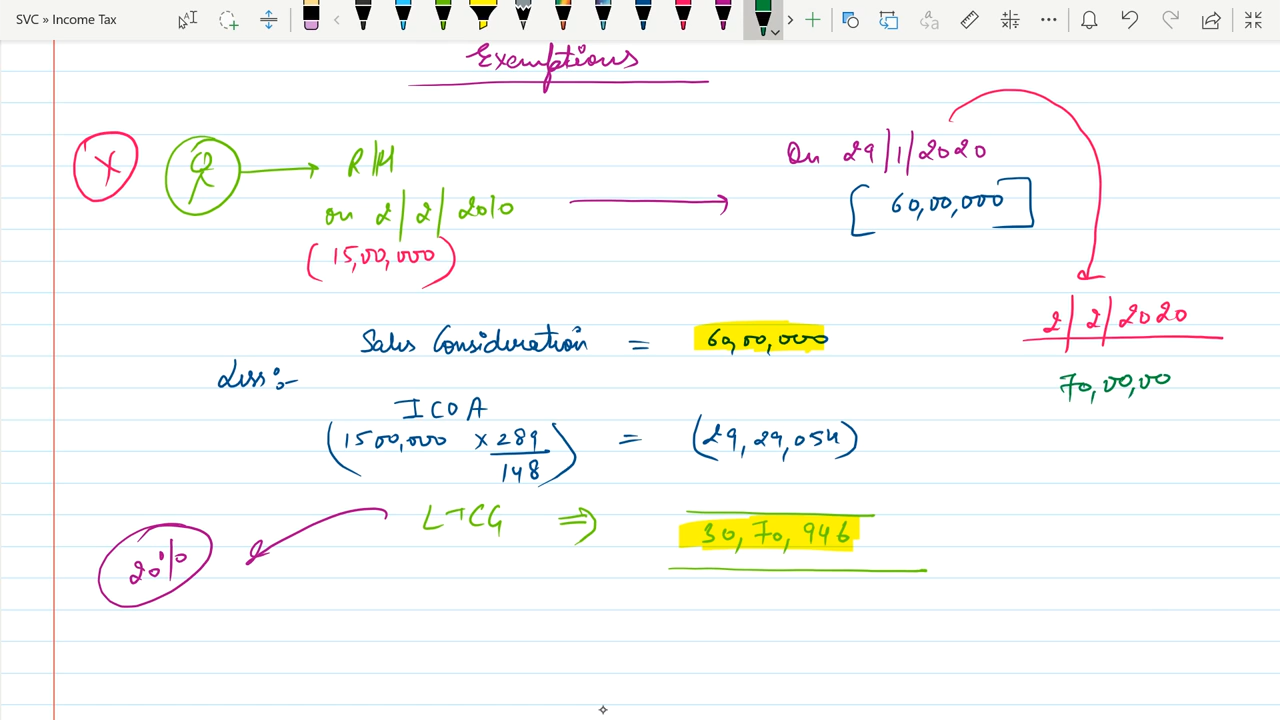 SVC » Income Tax
Exemptions
X
R/H
on 2/2/2010
(15,00,000)
On 29/1/2020
[60,00,000]
2/2/2020
70,00,00
Sales Consideration = 60,00,000
Less:-
ICOA
(1500,000 × 289/148) = (29,29,054)
LTCG ⇒ 30,70,946
20%